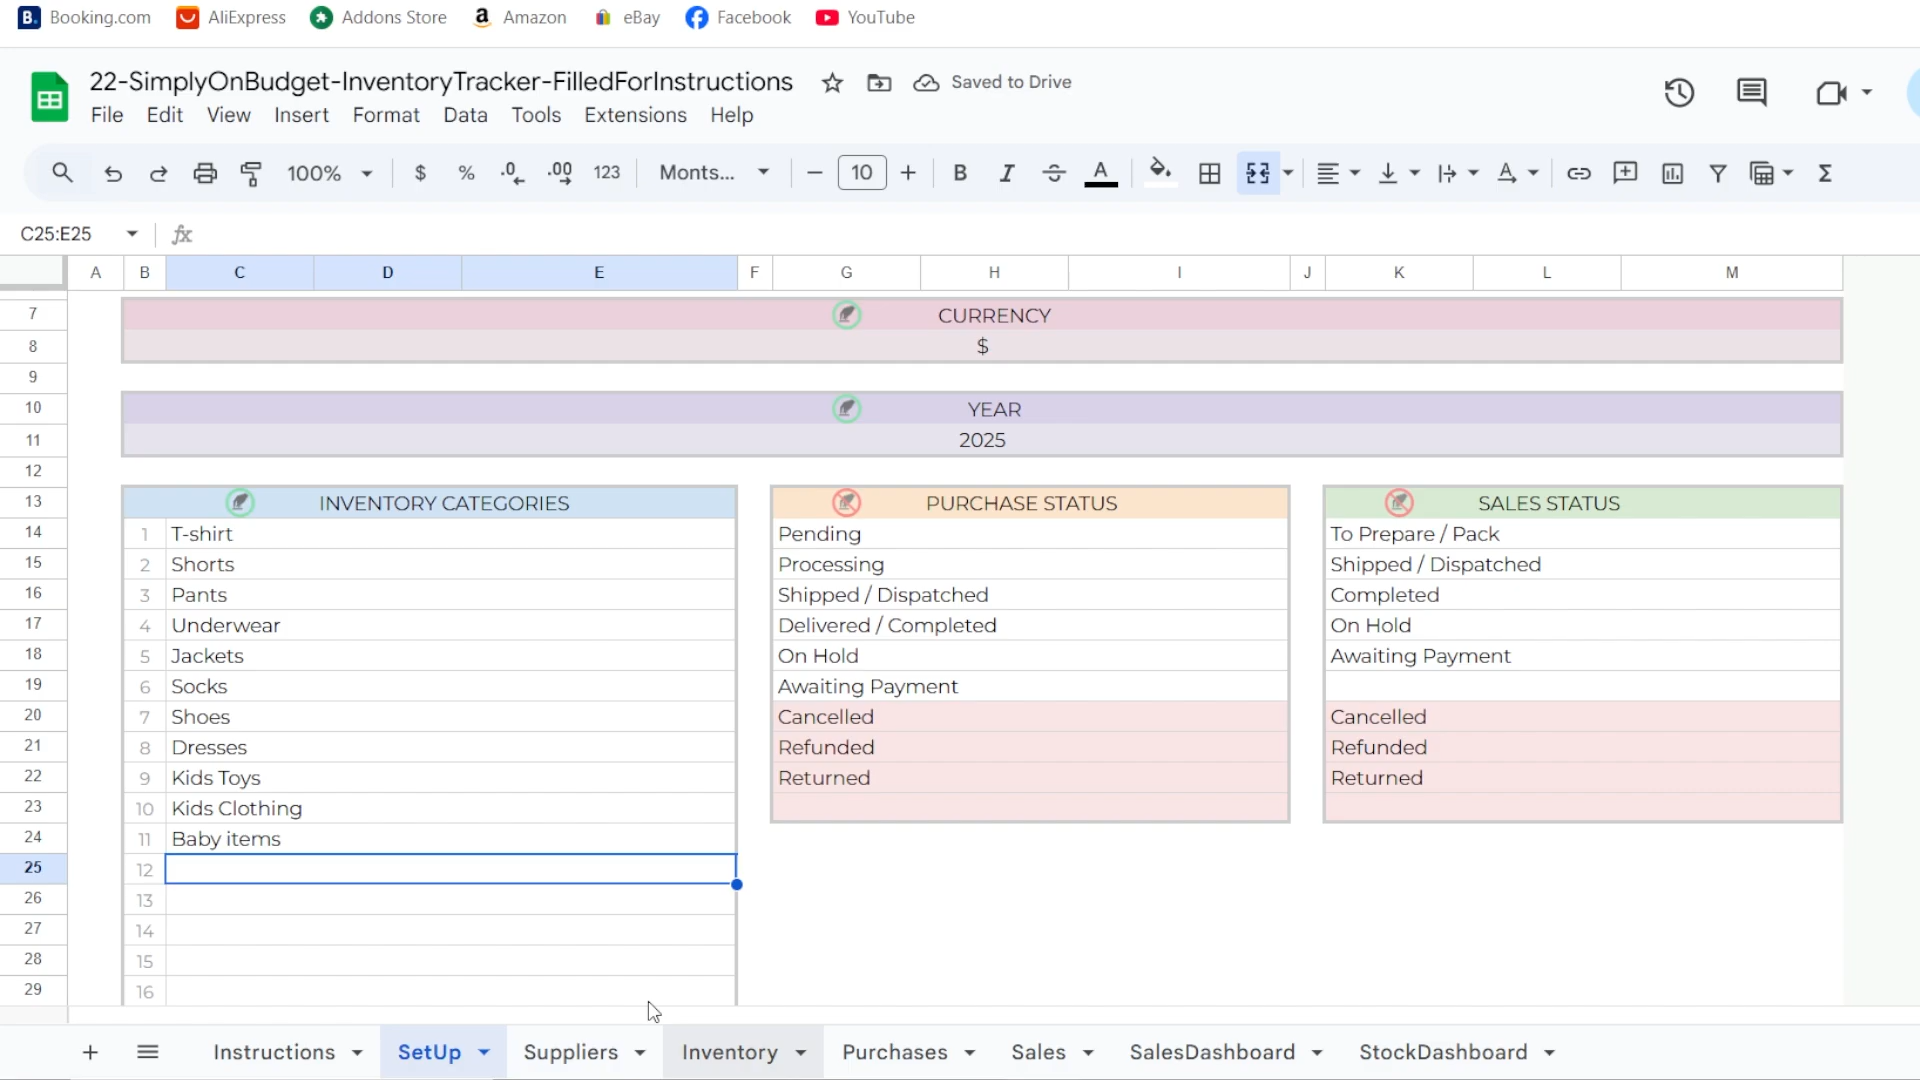 B. Booking.com AliExpress Addons Store a Amazon eBay Facebook YouTube
22-SimplyOnBudget-InventoryTracker-FilledForInstructions Saved to Drive
File Edit View Insert Format Data Tools Extensions Help
100% $ % .0 .00 123 Monts... − 10 + B I A Σ
C25:E25 fx
A B C D E F G H I J K L M
7 CURRENCY
8 $
9
10 YEAR
11 2025
12
13 INVENTORY CATEGORIES PURCHASE STATUS SALES STATUS
14 1 T-shirt Pending To Prepare / Pack
15 2 Shorts Processing Shipped / Dispatched
16 3 Pants Shipped / Dispatched Completed
17 4 Underwear Delivered / Completed On Hold
18 5 Jackets On Hold Awaiting Payment
19 6 Socks Awaiting Payment
20 7 Shoes Cancelled Cancelled
21 8 Dresses Refunded Refunded
22 9 Kids Toys Returned Returned
23 10 Kids Clothing
24 11 Baby items
25 12
26 13
27 14
28 15
29 16
+ Instructions SetUp Suppliers Inventory Purchases Sales SalesDashboard StockDashboard